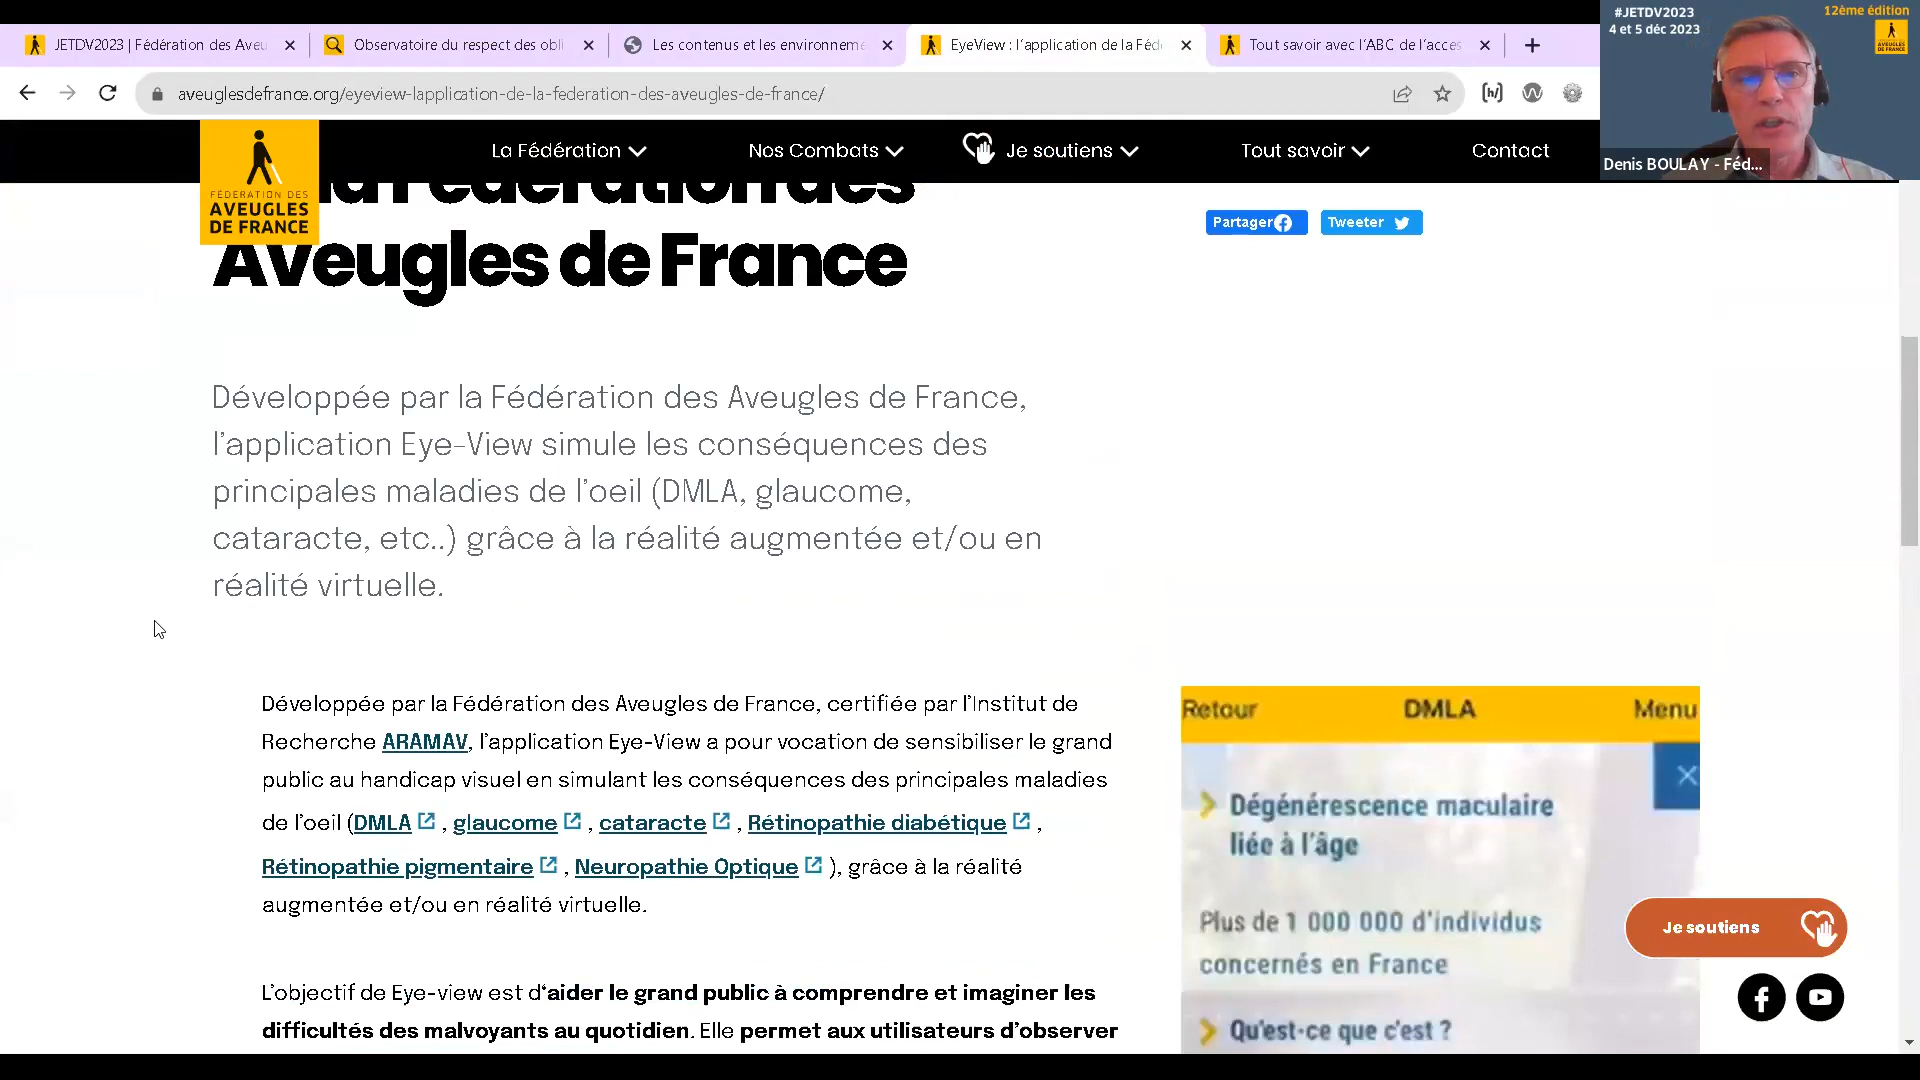 #JETDV2023
12ème édition
4 et 5 déc 2023
AVEUGLES
DE FRANCE
Denis BOULAY - Féd...
JETDV2023 | Fédération des Aveu
Observatoire du respect des obli
Les contenus et les environneme
EyeView : l'application de la Féd
Tout savoir avec l'ABC de l'acces
aveuglesdefrance.org/eyeview-lapplication-de-la-federation-des-aveugles-de-france/
[h/]
FÉDÉRATION DES
AVEUGLES
DE FRANCE
La Fédération
Nos Combats
Je soutiens
Tout savoir
Contact
la Fédération des
Aveugles de France
Partager
Tweeter
Développée par la Fédération des Aveugles de France,
l'application Eye-View simule les conséquences des
principales maladies de l'oeil (DMLA, glaucome,
cataracte, etc..) grâce à la réalité augmentée et/ou en
réalité virtuelle.
Développée par la Fédération des Aveugles de France, certifiée par l'Institut de
Recherche ARAMAV, l'application Eye-View a pour vocation de sensibiliser le grand
public au handicap visuel en simulant les conséquences des principales maladies
de l'oeil (DMLA , glaucome , cataracte , Rétinopathie diabétique ,
Rétinopathie pigmentaire , Neuropathie Optique ), grâce à la réalité
augmentée et/ou en réalité virtuelle.
L'objectif de Eye-view est d'aider le grand public à comprendre et imaginer les
difficultés des malvoyants au quotidien. Elle permet aux utilisateurs d'observer
Retour
DMLA
Menu
Dégénérescence maculaire
liée à l'âge
Plus de 1 000 000 d'individus
concernés en France
Qu'est-ce que c'est ?
Je soutiens